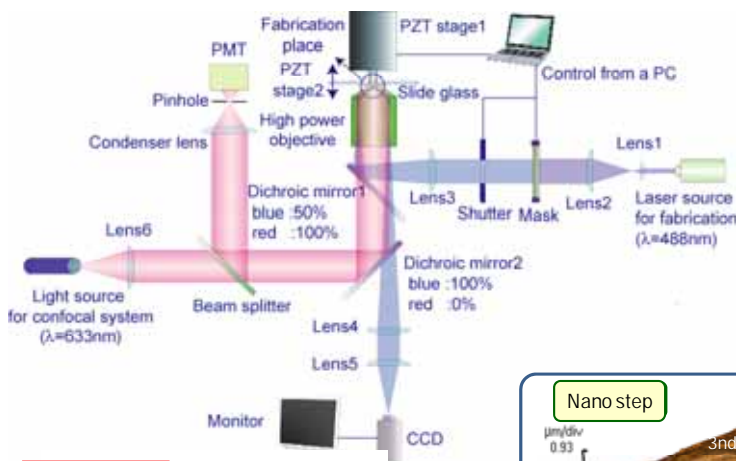 Fabrication
place
PZT stage1
PMT
PZT
stage2
Control from a PC
Pinhole
Slide glass
High power
objective
Condenser lens
Lens1
Lens3
Lens2
Shutter
Mask
Laser source
for fabrication
(λ=488nm)
Dichroic mirror1
blue :50%
red :100%
Lens6
Dichroic mirror2
blue :100%
red :0%
Light source
for confocal system
(λ=633nm)
Beam splitter
Lens4
Lens5
Monitor
CCD
Nano step
μm/div
0.93
3nd